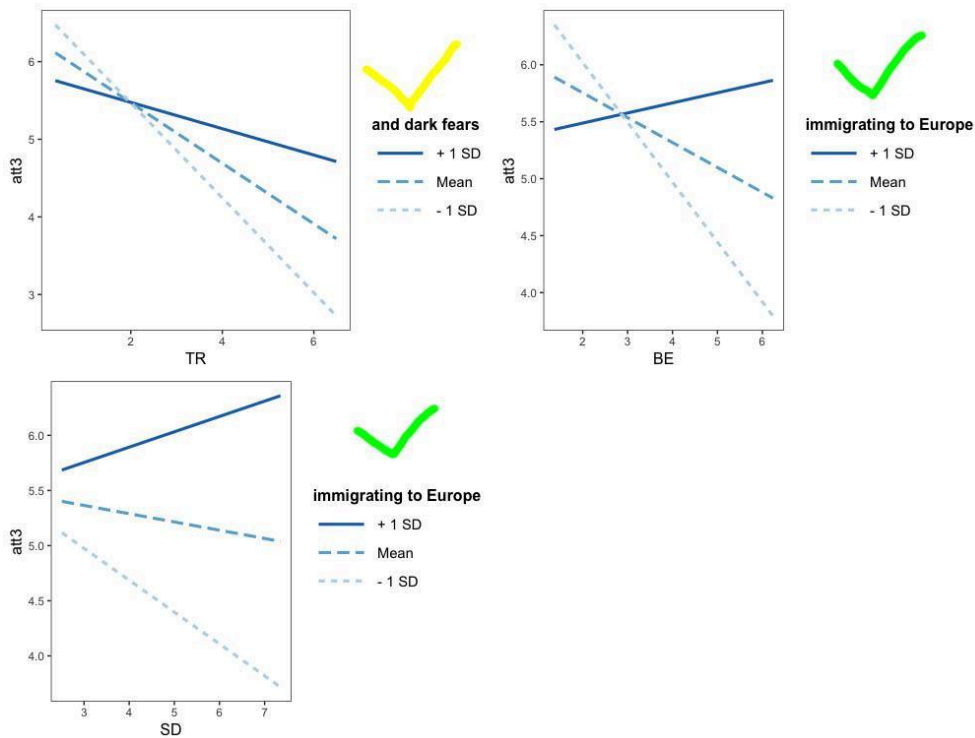 att3
6
5
4
3
2
4
6
TR
and dark fears
+ 1 SD
Mean
- 1 SD
att3
6.0
5.5
5.0
4.5
4.0
2
3
4
5
6
BE
immigrating to Europe
+ 1 SD
Mean
- 1 SD
att3
6.0
5.5
5.0
4.5
4.0
3
4
5
6
7
SD
immigrating to Europe
+ 1 SD
Mean
- 1 SD